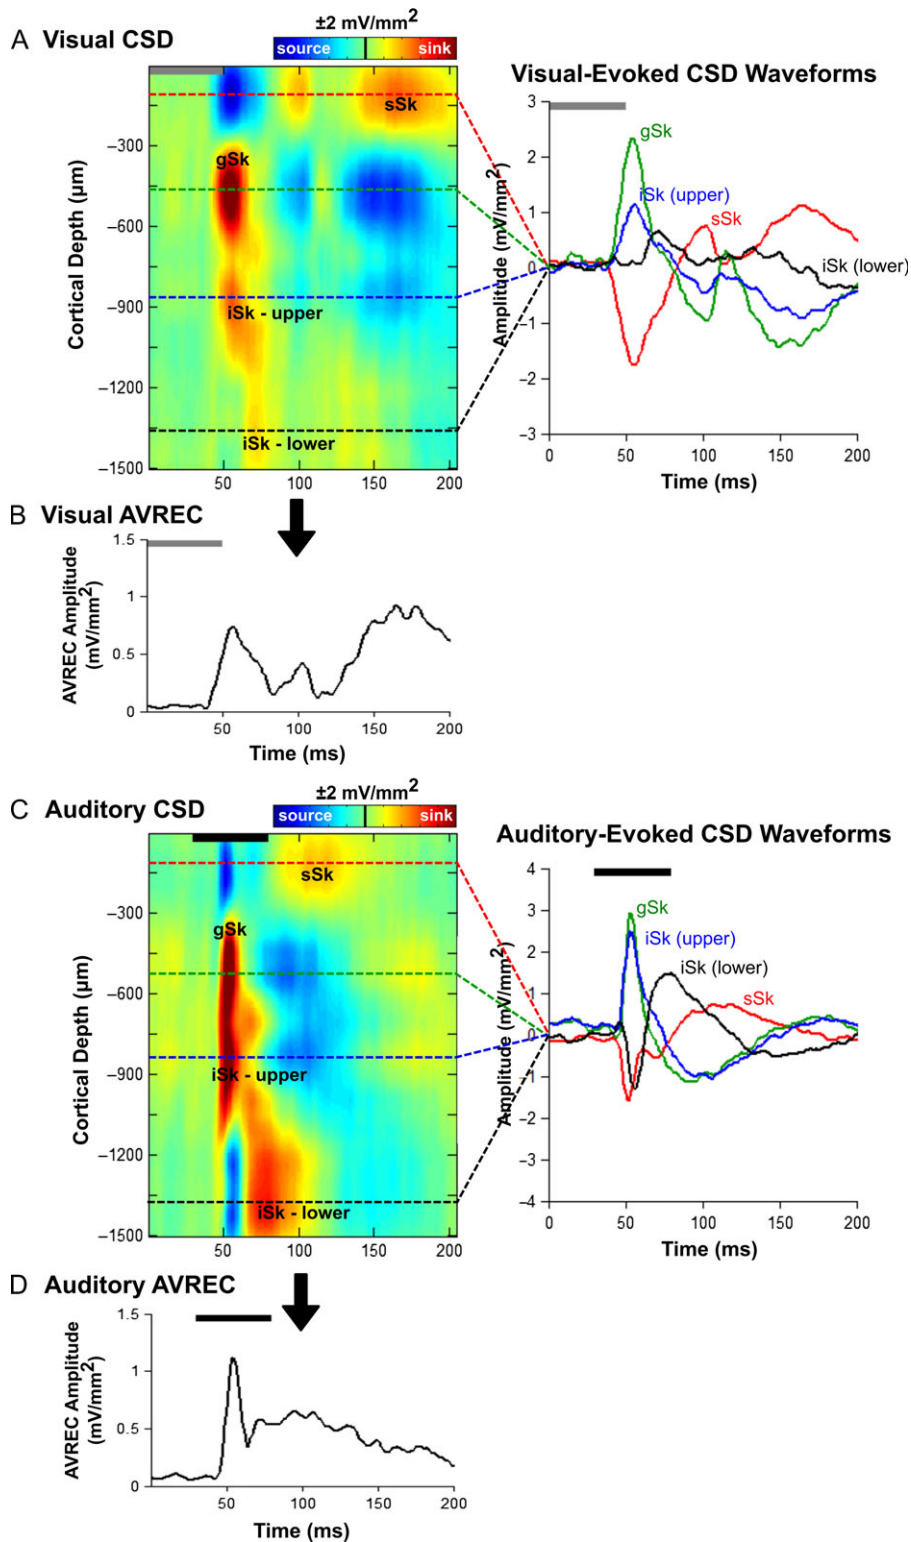 A Visual CSD
±2 mV/mm2
source sink
Cortical Depth (µm)
−300
−600
−900
−1200
−1500
sSk
gSk
iSk - upper
iSk - lower
50 100 150 200
Visual-Evoked CSD Waveforms
Amplitude (mV/mm2)
3
2
1
0
−1
−2
−3
gSk
iSk (upper)
sSk
iSk (lower)
0 50 100 150 200
Time (ms)
B Visual AVREC
AVREC Amplitude
(mV/mm2)
1.5
1
0.5
0
50 100 150 200
Time (ms)
C Auditory CSD
±2 mV/mm2
source sink
Cortical Depth (µm)
−300
−600
−900
−1200
−1500
sSk
gSk
iSk - upper
iSk - lower
50 100 150 200
Auditory-Evoked CSD Waveforms
Amplitude (mV/mm2)
4
3
2
1
0
−1
−2
−3
−4
gSk
iSk (upper)
iSk (lower)
sSk
0 50 100 150 200
Time (ms)
D Auditory AVREC
AVREC Amplitude
(mV/mm2)
1.5
1
0.5
0
50 100 150 200
Time (ms)